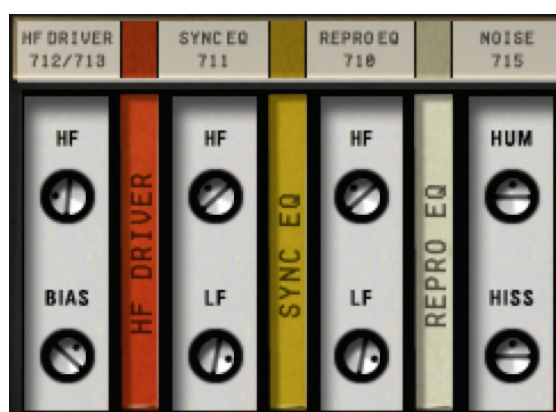 HF DRIVER
712/713
SYNC EQ
711
REPRO EQ
710
NOISE
715
HF
BIAS
HF DRIVER
HF
LF
SYNC EQ
HF
LF
REPRO EQ
HUM
HISS